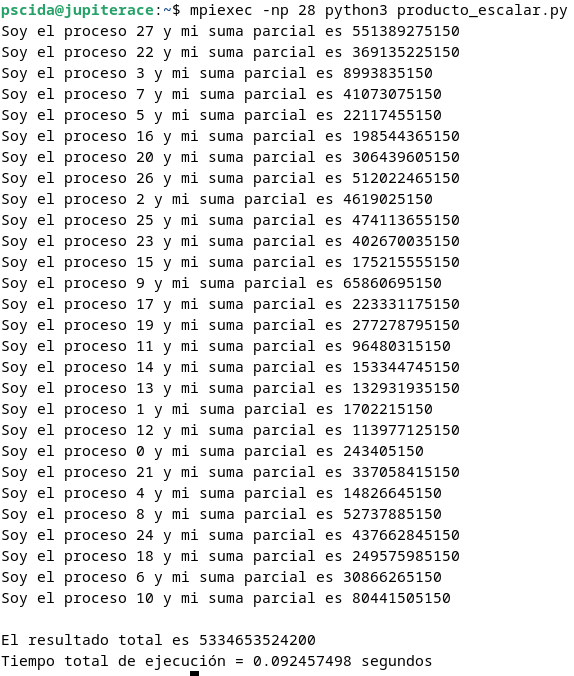 pscida@jupiterace:~$ mpiexec -np 28 python3 producto_escalar.py
Soy el proceso 27 y mi suma parcial es 551389275150
Soy el proceso 22 y mi suma parcial es 369135225150
Soy el proceso 3 y mi suma parcial es 8993835150
Soy el proceso 7 y mi suma parcial es 41073075150
Soy el proceso 5 y mi suma parcial es 22117455150
Soy el proceso 16 y mi suma parcial es 198544365150
Soy el proceso 20 y mi suma parcial es 306439605150
Soy el proceso 26 y mi suma parcial es 512022465150
Soy el proceso 2 y mi suma parcial es 4619025150
Soy el proceso 25 y mi suma parcial es 474113655150
Soy el proceso 23 y mi suma parcial es 402670035150
Soy el proceso 15 y mi suma parcial es 175215555150
Soy el proceso 9 y mi suma parcial es 65860695150
Soy el proceso 17 y mi suma parcial es 223331175150
Soy el proceso 19 y mi suma parcial es 277278795150
Soy el proceso 11 y mi suma parcial es 96480315150
Soy el proceso 14 y mi suma parcial es 153344745150
Soy el proceso 13 y mi suma parcial es 132931935150
Soy el proceso 1 y mi suma parcial es 1702215150
Soy el proceso 12 y mi suma parcial es 113977125150
Soy el proceso 0 y mi suma parcial es 243405150
Soy el proceso 21 y mi suma parcial es 337058415150
Soy el proceso 4 y mi suma parcial es 14826645150
Soy el proceso 8 y mi suma parcial es 52737885150
Soy el proceso 24 y mi suma parcial es 437662845150
Soy el proceso 18 y mi suma parcial es 249575985150
Soy el proceso 6 y mi suma parcial es 30866265150
Soy el proceso 10 y mi suma parcial es 80441505150
El resultado total es 5334653524200
Tiempo total de ejecución = 0.092457498 segundos